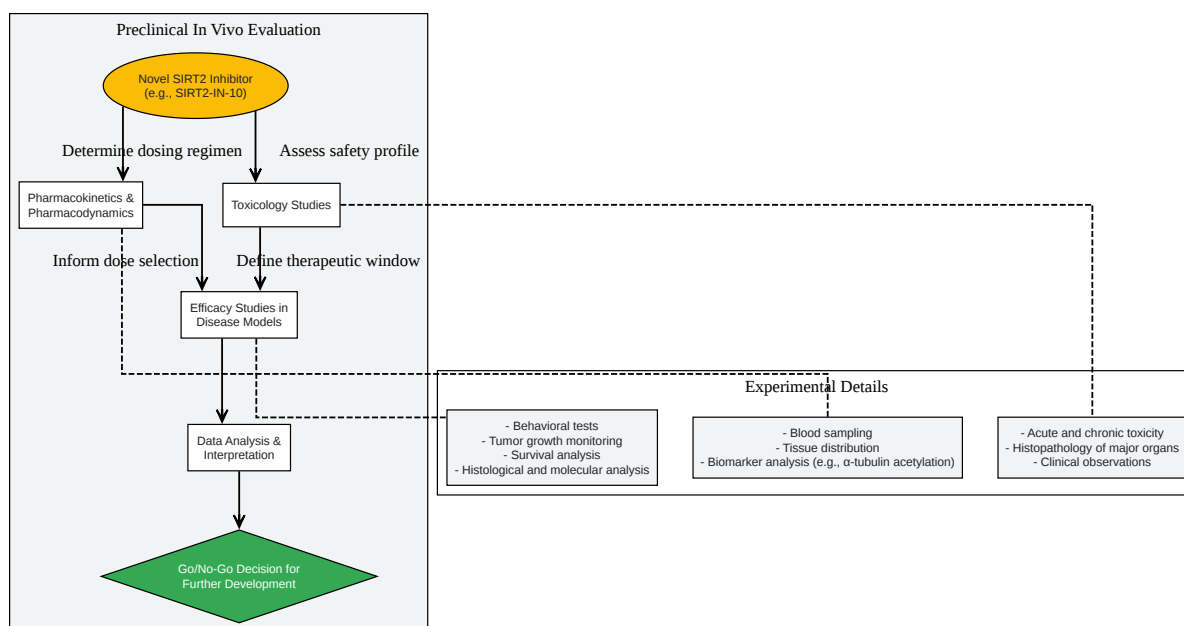 Preclinical In Vivo Evaluation
Novel SIRT2 Inhibitor
(e.g., SIRT2-IN-10)
Determine dosing regimen
Assess safety profile
Pharmacokinetics &
Pharmacodynamics
Toxicology Studies
Inform dose selection
Define therapeutic window
Efficacy Studies in
Disease Models
Experimental Details
- Behavioral tests
- Tumor growth monitoring
- Survival analysis
- Histological and molecular analysis
- Blood sampling
- Tissue distribution
- Biomarker analysis (e.g., α-tubulin acetylation)
- Acute and chronic toxicity
- Histopathology of major organs
- Clinical observations
Data Analysis &
Interpretation
Go/No-Go Decision for
Further Development